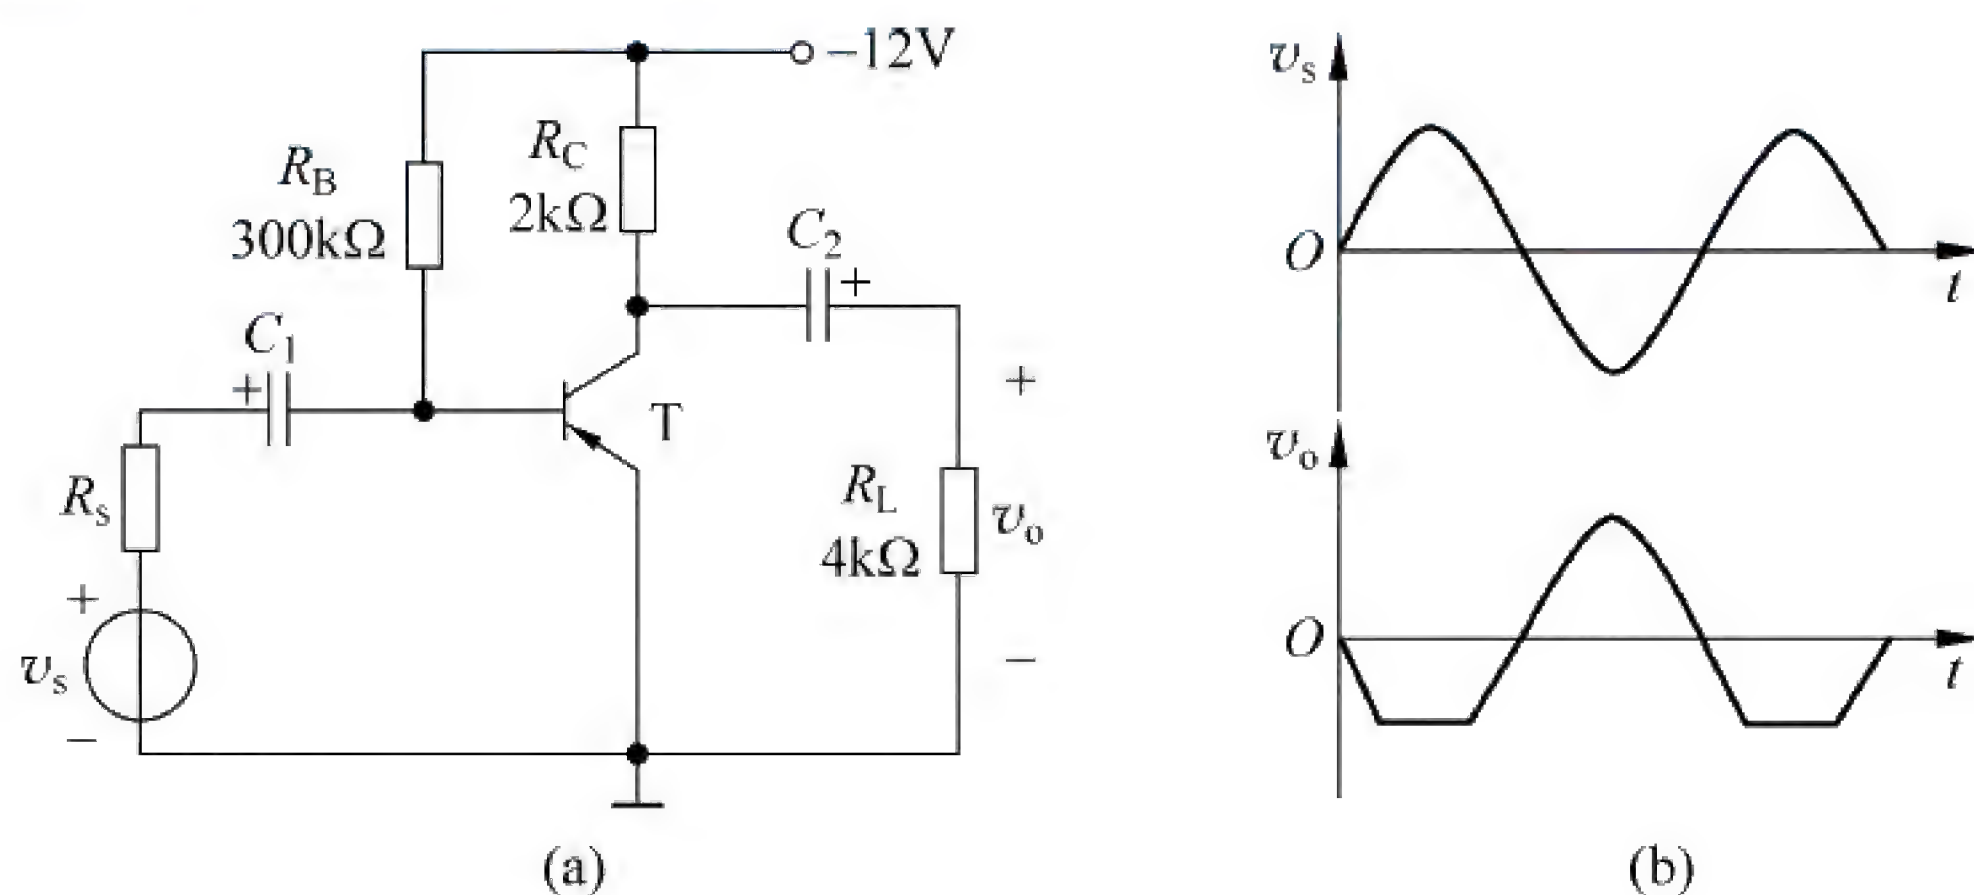 −12V
R_B
300kΩ
R_C
2kΩ
C_2
+
C_1
+
T
R_s
+
v_s
−
R_L
4kΩ
+
v_o
−
(a)
v_s
O
t
v_o
O
t
(b)